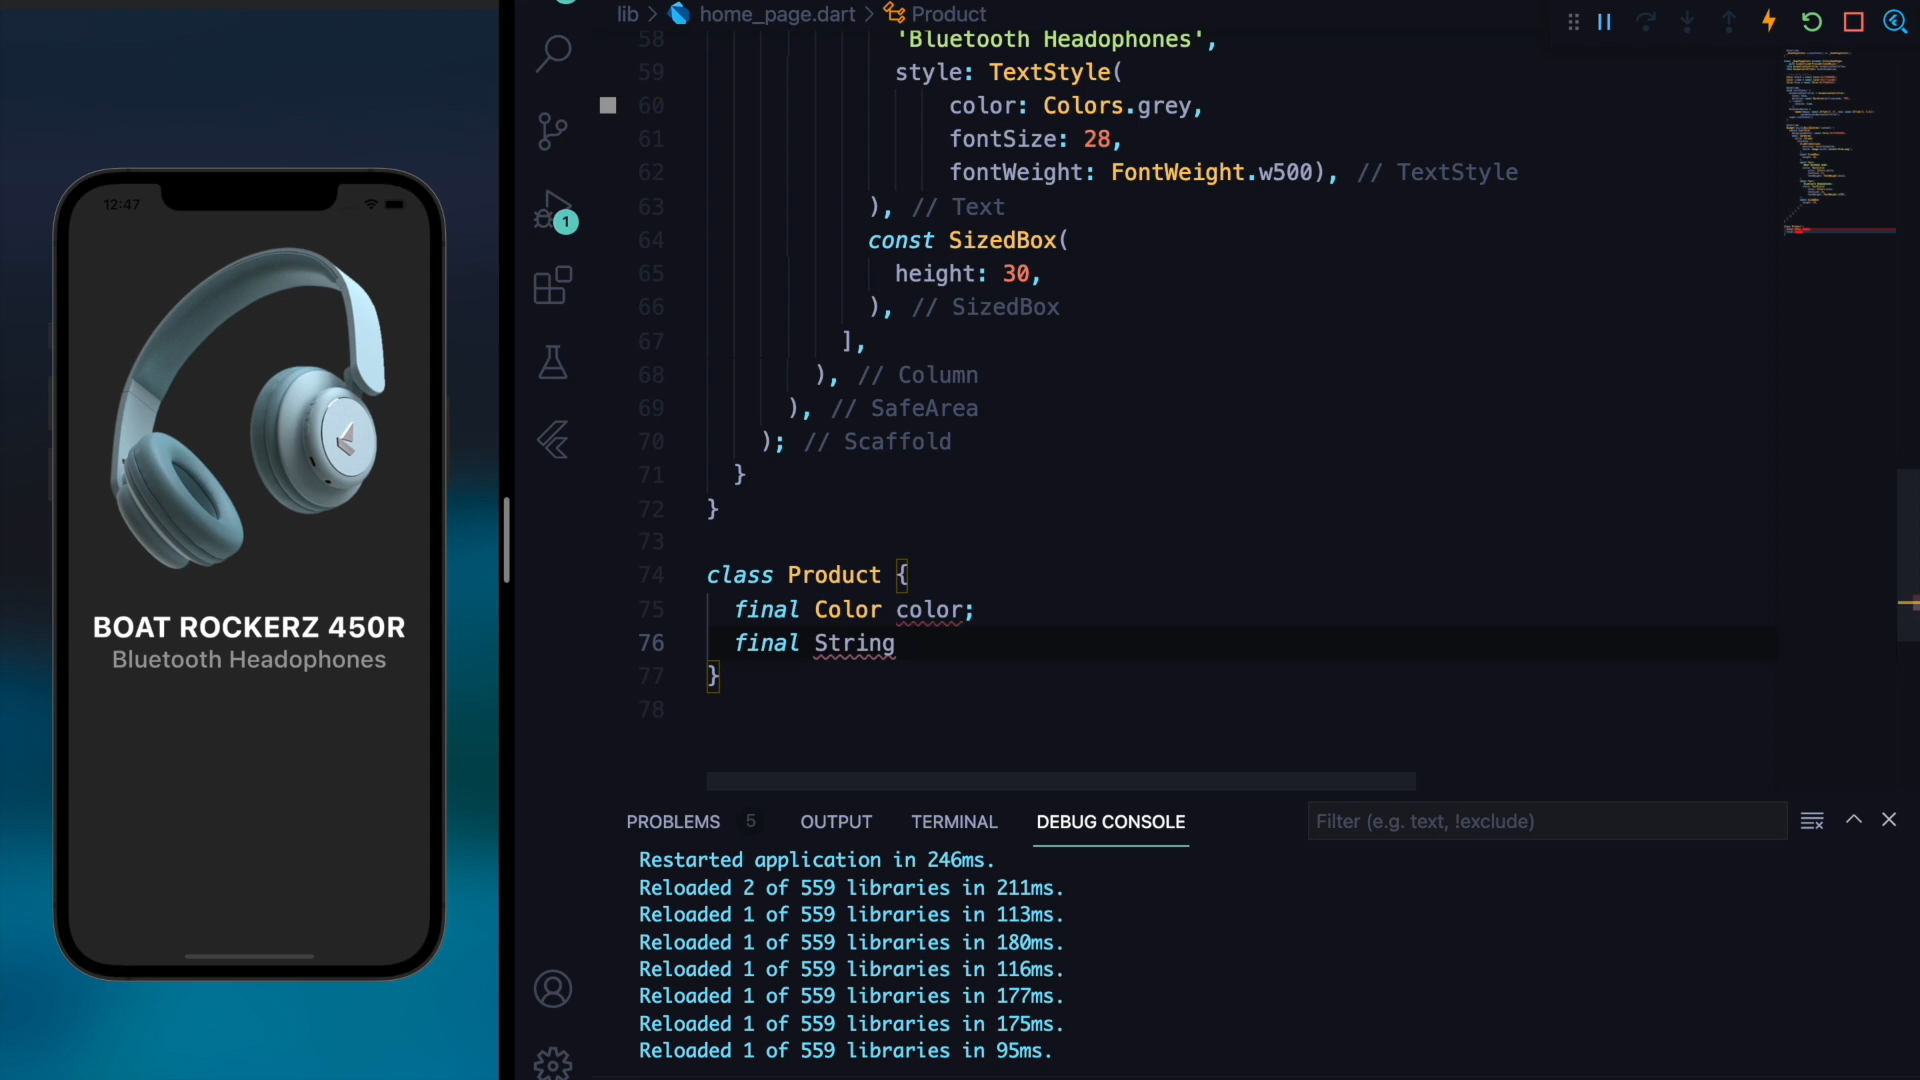 12:47
BOAT ROCKERZ 450R
Bluetooth Headophones
1
lib > home_page.dart > Product
58 'Bluetooth Headophones',
59 style: TextStyle(
60 color: Colors.grey,
61 fontSize: 28,
62 fontWeight: FontWeight.w500), // TextStyle
63 ), // Text
64 const SizedBox(
65 height: 30,
66 ), // SizedBox
67 ],
68 ), // Column
69 ), // SafeArea
70 ); // Scaffold
71 }
72 }
73
74 class Product {
75 final Color color;
76 final String
77 }
78
PROBLEMS 5 OUTPUT TERMINAL DEBUG CONSOLE Filter (e.g. text, !exclude)
Restarted application in 246ms.
Reloaded 2 of 559 libraries in 211ms.
Reloaded 1 of 559 libraries in 113ms.
Reloaded 1 of 559 libraries in 180ms.
Reloaded 1 of 559 libraries in 116ms.
Reloaded 1 of 559 libraries in 177ms.
Reloaded 1 of 559 libraries in 175ms.
Reloaded 1 of 559 libraries in 95ms.